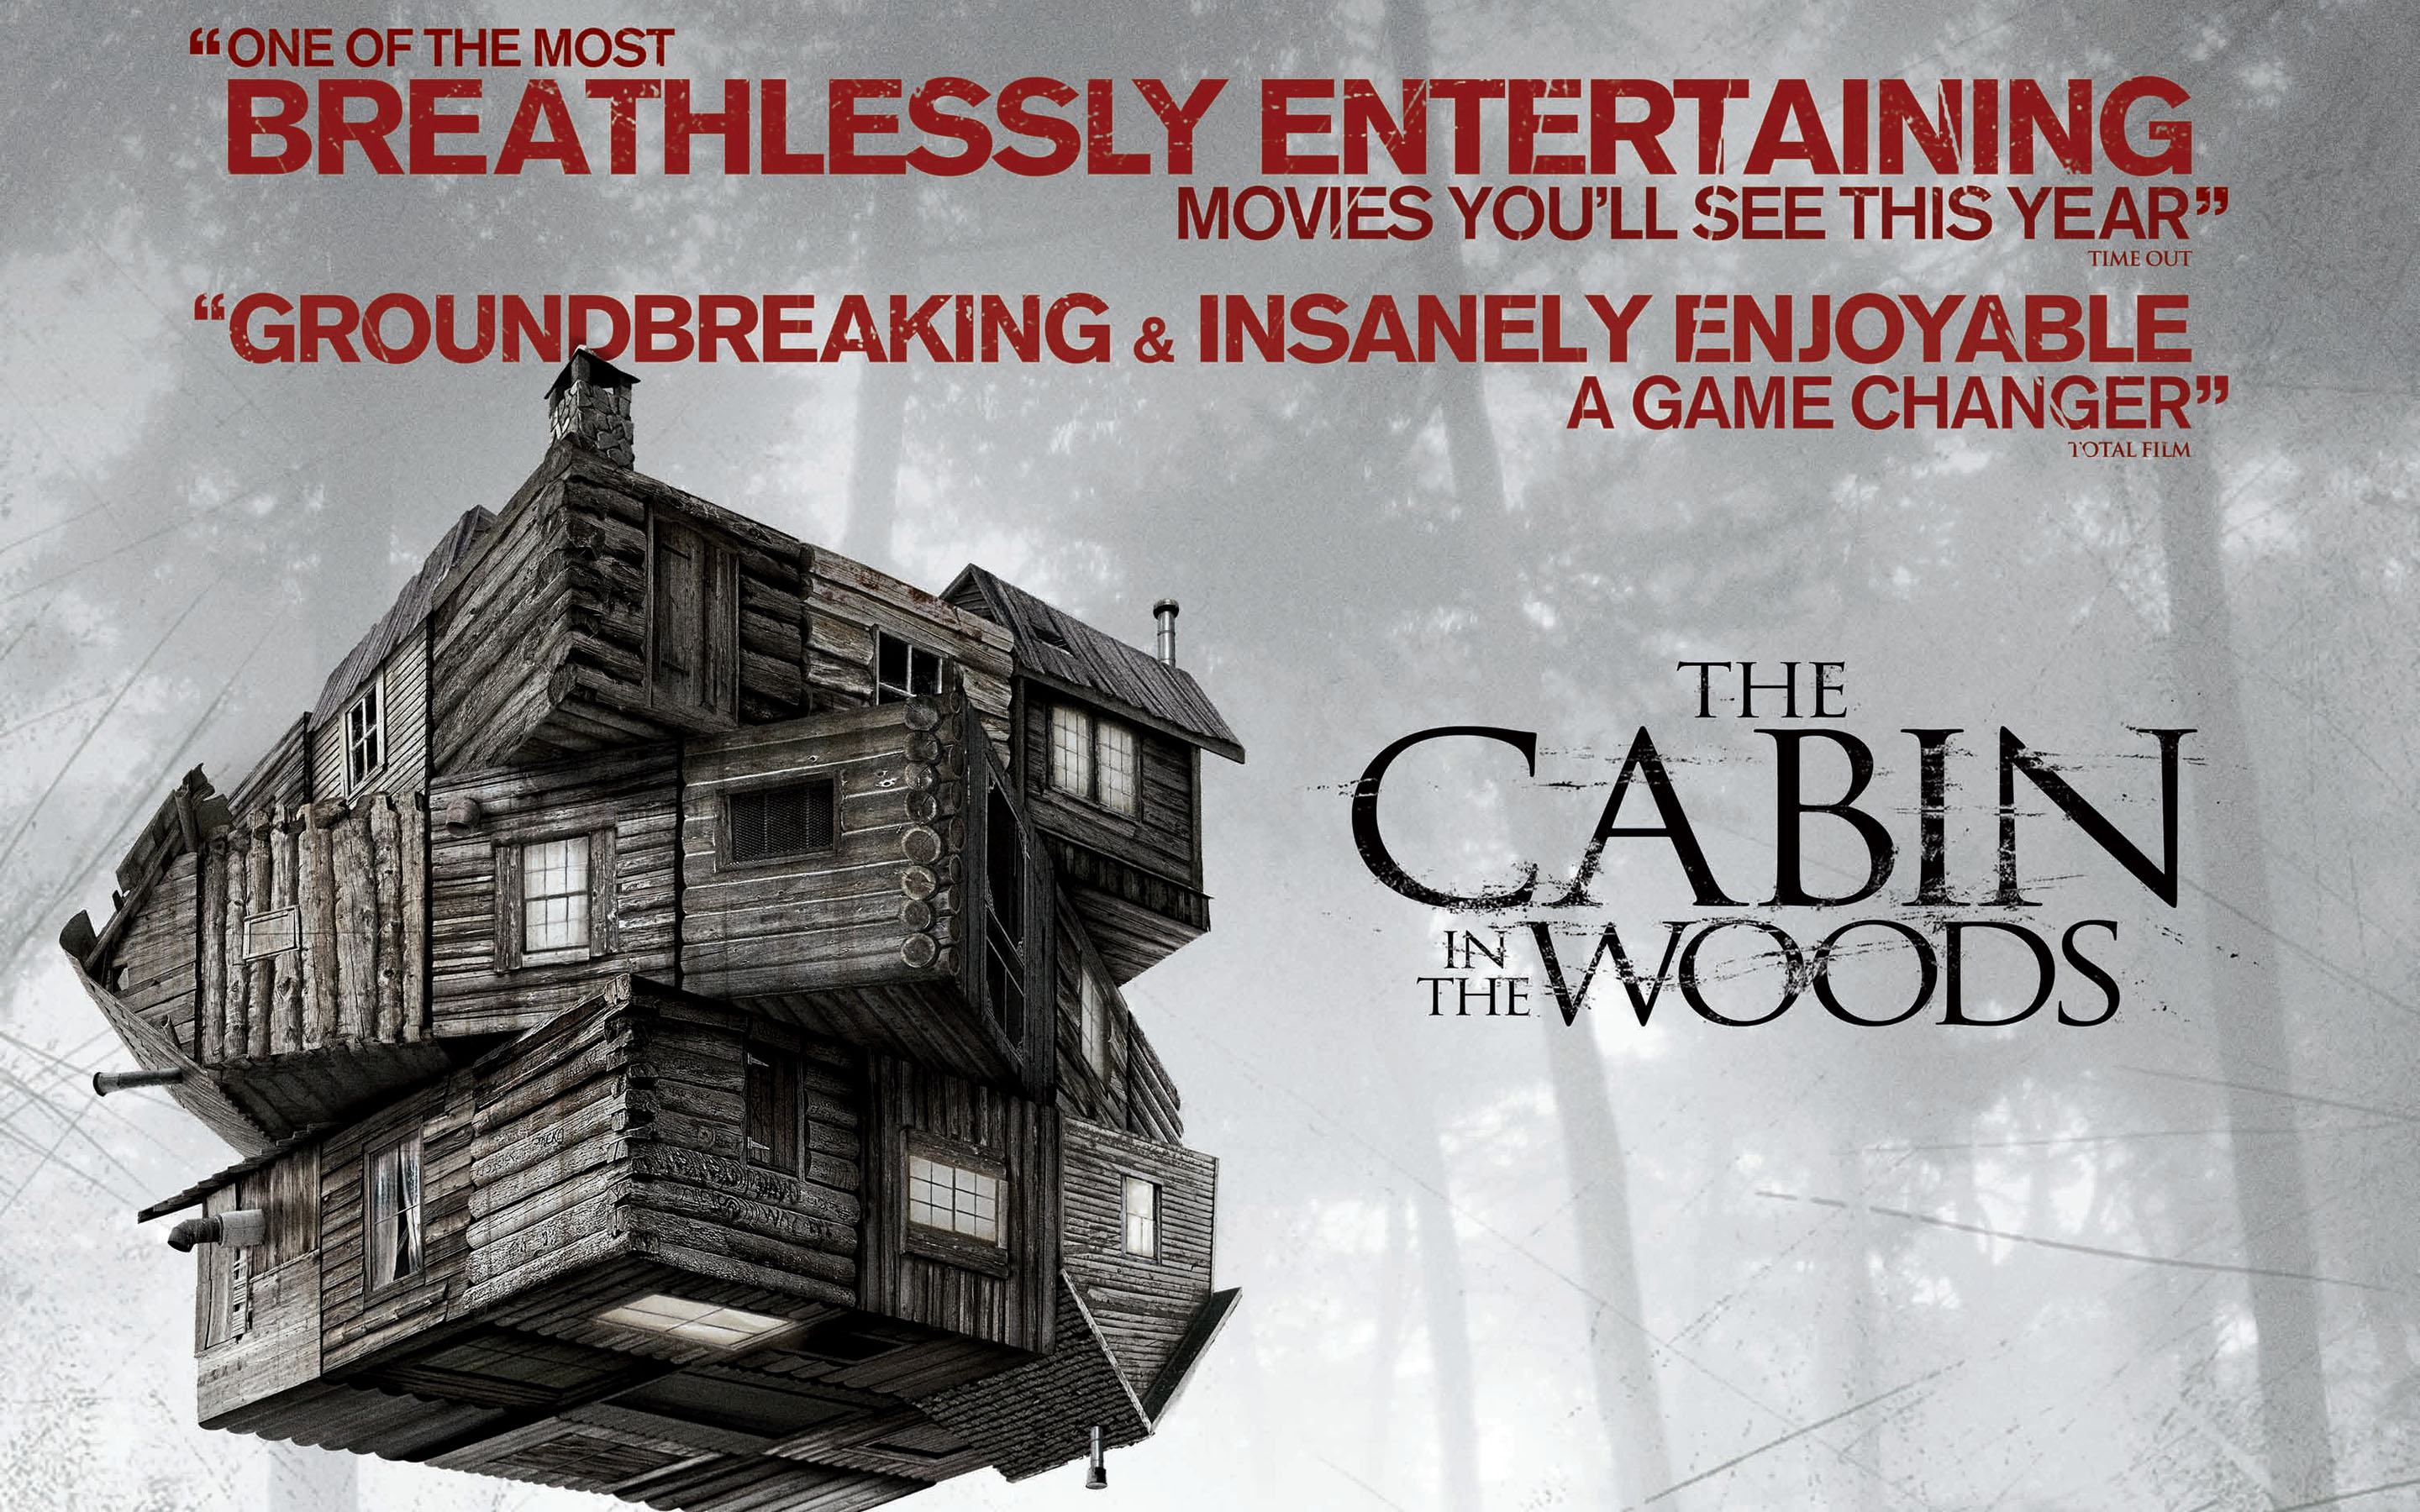 “ONE OF THE MOST
BREATHLESSLY ENTERTAINING
MOVIES YOU’LL SEE THIS YEAR”
TIME OUT
“GROUNDBREAKING & INSANELY ENJOYABLE
A GAME CHANGER”
TOTAL FILM
THE
CABIN
IN
THE WOODS